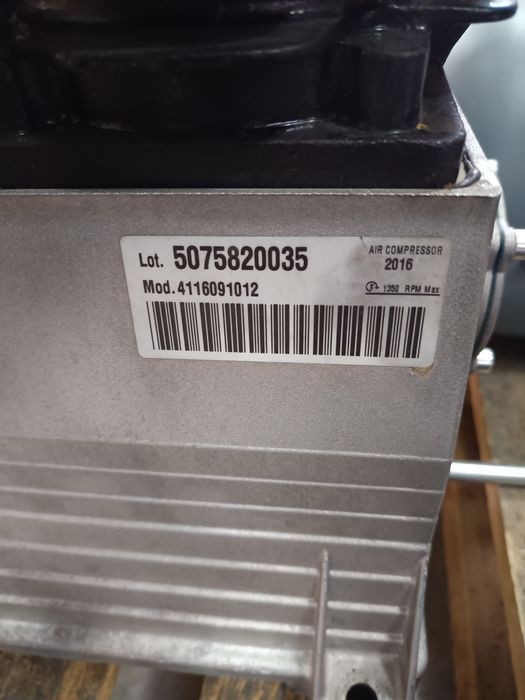 Lot. 5075820035
Mod. 4116091012
AIR COMPRESSOR
2016
1350 RPM Max